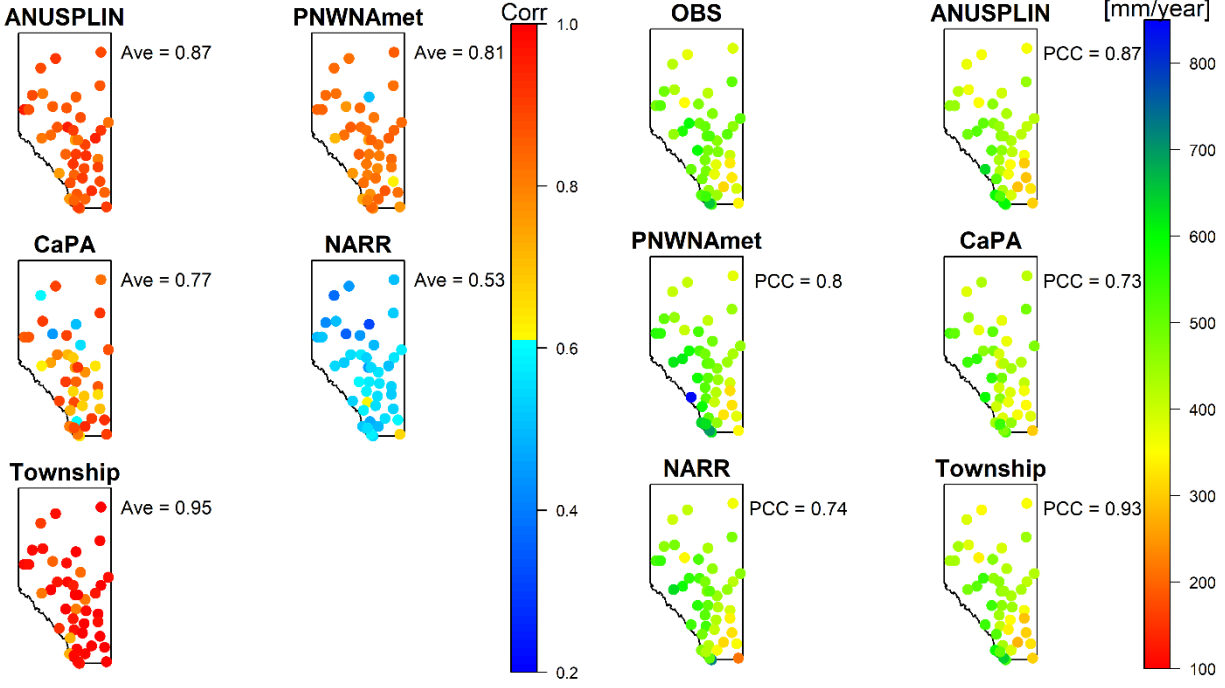 ANUSPLIN
PNWNAmet
Corr
Ave = 0.87
Ave = 0.81
CaPA
NARR
Ave = 0.77
Ave = 0.53
Township
Ave = 0.95
1.0
0.8
0.6
0.4
0.2
OBS
ANUSPLIN
[mm/year]
PCC = 0.87
PNWNAmet
CaPA
PCC = 0.8
PCC = 0.73
NARR
Township
PCC = 0.74
PCC = 0.93
800
700
600
500
400
300
200
100